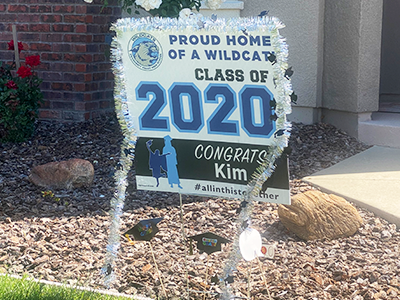 PROUD HOME
OF A WILDCAT
CLASS OF
2020
CONGRATS
Kim
#allinthistogether